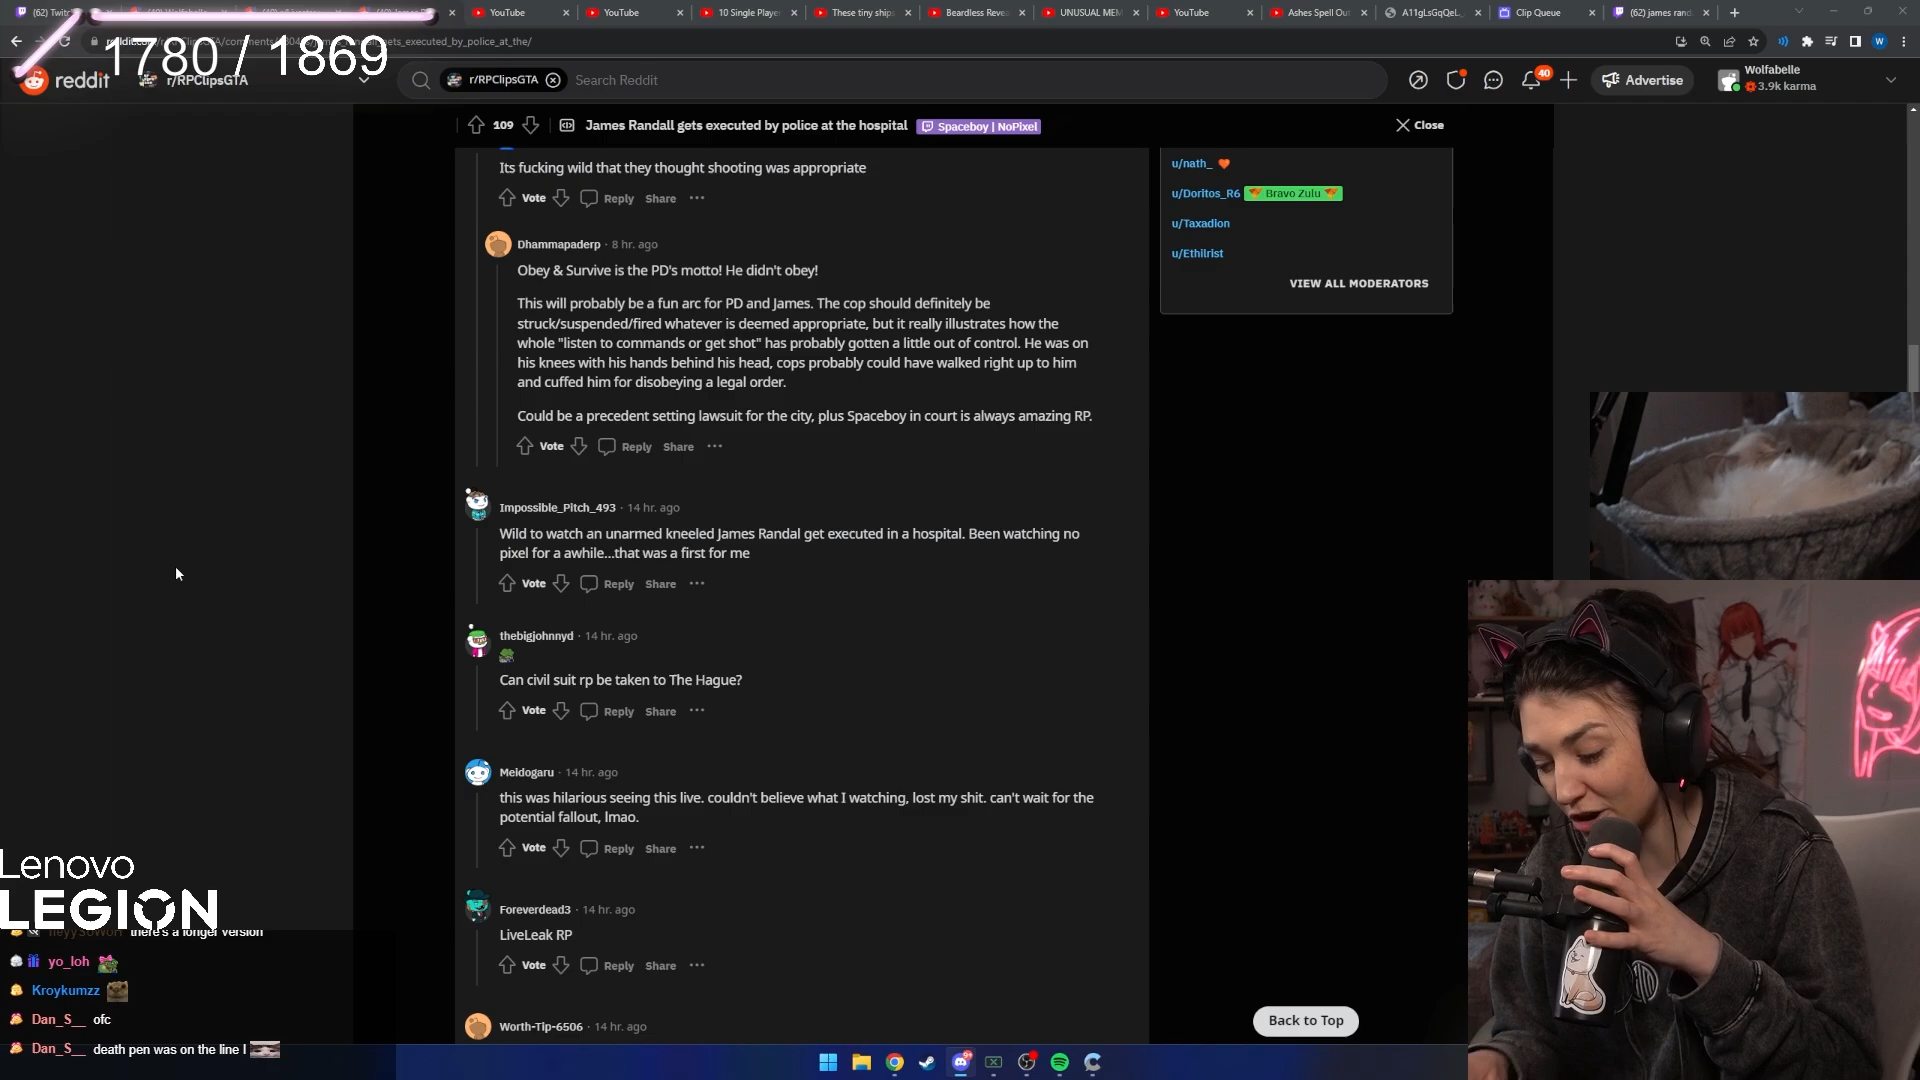 (62) Twitch
YouTube
YouTube
10 Single Playe
These tiny ship
Beardless Reve
UNUSUAL MEM
YouTube
Ashes Spell Ou
A11gLsGqQeL
Clip Queue
(62) james rand
1780 / 1869
reddit
r/RPClipsGTA
r/RPClipsGTA
Search Reddit
40
Advertise
Wolfabelle
3.9k karma
109
James Randall gets executed by police at the hospital
Spaceboy | NoPixel
Close
Its fucking wild that they thought shooting was appropriate
Vote
Reply
Share
Dhammapaderp · 8 hr. ago
Obey & Survive is the PD's motto! He didn't obey!
This will probably be a fun arc for PD and James. The cop should definitely be
struck/suspended/fired whatever is deemed appropriate, but it really illustrates how the
whole "listen to commands or get shot" has probably gotten a little out of control. He was on
his knees with his hands behind his head, cops probably could have walked right up to him
and cuffed him for disobeying a legal order.
Could be a precedent setting lawsuit for the city, plus Spaceboy in court is always amazing RP.
Vote
Reply
Share
Impossible_Pitch_493 · 14 hr. ago
Wild to watch an unarmed kneeled James Randal get executed in a hospital. Been watching no
pixel for a awhile...that was a first for me
Vote
Reply
Share
thebigjohnnyd · 14 hr. ago
Can civil suit rp be taken to The Hague?
Vote
Reply
Share
Meldogaru · 14 hr. ago
this was hilarious seeing this live. couldn't believe what I watching, lost my shit. can't wait for the
potential fallout, lmao.
Vote
Reply
Share
Foreverdead3 · 14 hr. ago
LiveLeak RP
Vote
Reply
Share
Worth-Tip-6506 · 14 hr. ago
u/nath_
u/Doritos_R6 Bravo Zulu
u/Taxadion
u/Ethilrist
VIEW ALL MODERATORS
Back to Top
Lenovo
LEGION
there's a longer version
yo_loh
Kroykumzz
Dan_S__ ofc
Dan_S__ death pen was on the line I